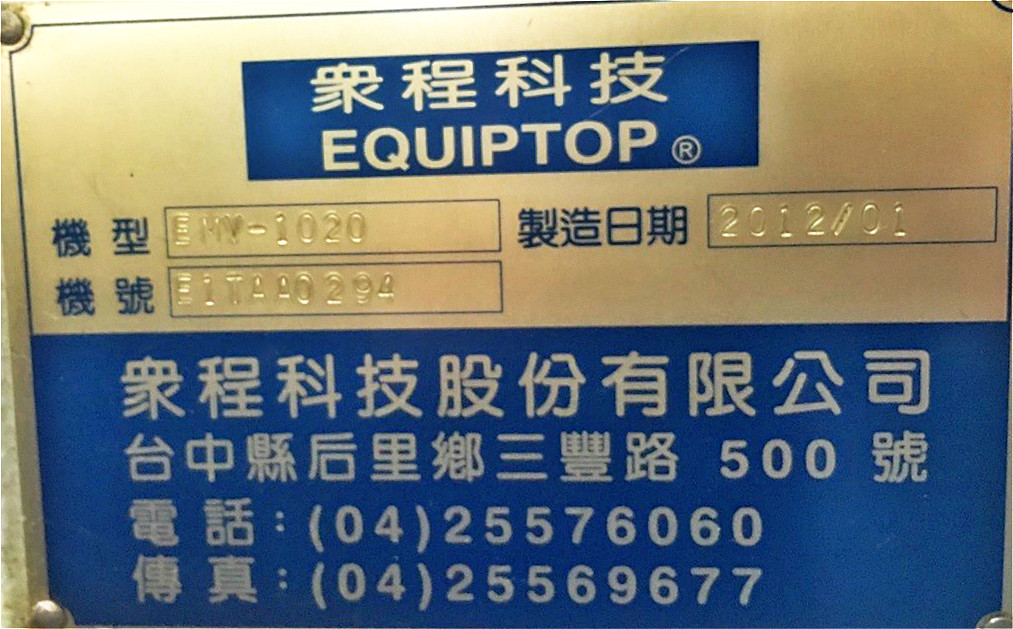 眾程科技
EQUIPTOP®
機型 EMV-1020 製造日期 2012/01
機號 E1TAA0294
眾程科技股份有限公司
台中縣后里鄉三豐路 500 號
電話：(04)25576060
傳真：(04)25569677